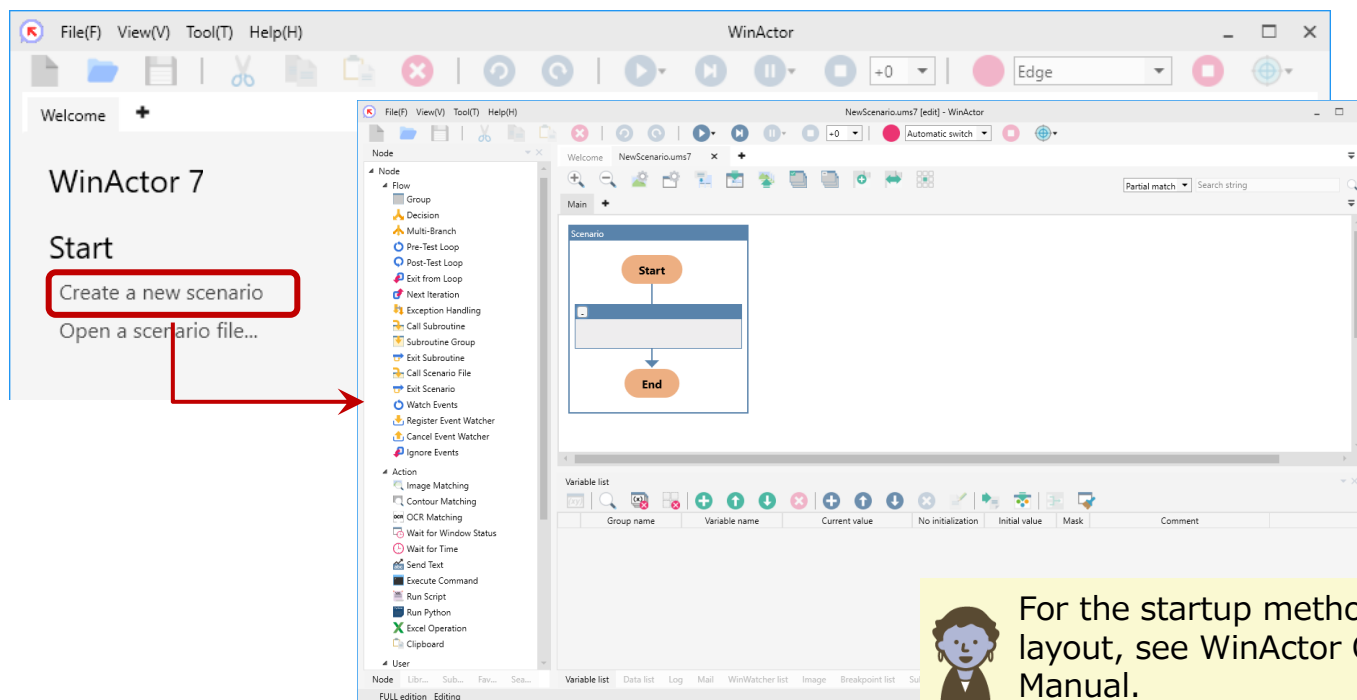 File(F) View(V) Tool(T) Help(H)
WinActor
+0
Edge
Welcome
WinActor 7
Start
Create a new scenario
Open a scenario file...
File(F) View(V) Tool(T) Help(H)
NewScenario.ums7 [edit] - WinActor
+0
Automatic switch
Node
Node
Flow
Group
Decision
Multi-Branch
Pre-Test Loop
Post-Test Loop
Exit from Loop
Next Iteration
Exception Handling
Call Subroutine
Subroutine Group
Exit Subroutine
Call Scenario File
Exit Scenario
Watch Events
Register Event Watcher
Cancel Event Watcher
Ignore Events
Action
Image Matching
Contour Matching
OCR Matching
Wait for Window Status
Wait for Time
Send Text
Execute Command
Run Script
Run Python
Excel Operation
Clipboard
User
Node Libr... Sub... Fav... Sea...
FULL edition Editing
Welcome NewScenario.ums7
Partial match Search string
Main
Scenario
Start
End
Variable list
Group name Variable name Current value No initialization Initial value Mask Comment
Variable list Data list Log Mail WinWatcher list Image Breakpoint list
For the startup
layout, see WinActor
Manual.